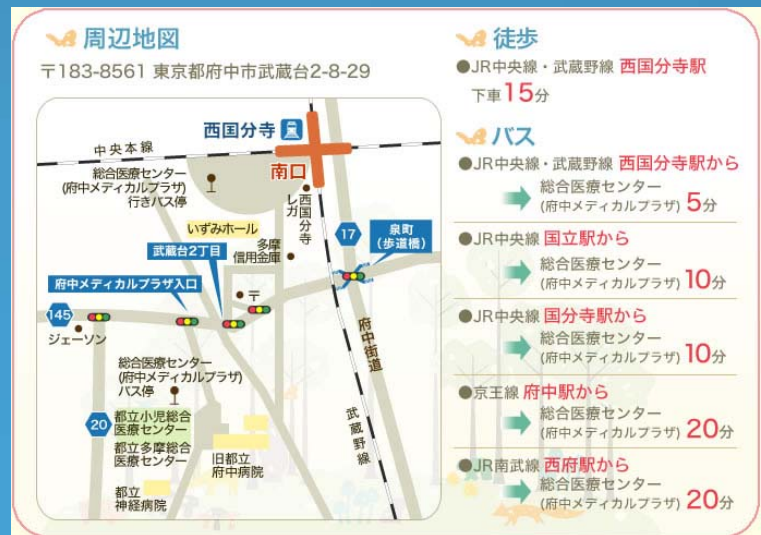 周辺地図
〒183-8561 東京都府中市武蔵台2-8-29
中央本線
西国分寺
南口
総合医療センター
(府中メディカルプラザ)
行きバス停
西国分寺
レガ
いずみホール
多摩
信用金庫
17
泉町
(歩道橋)
武蔵台2丁目
府中メディカルプラザ入口
〒
145
ジェーソン
府中街道
総合医療センター
(府中メディカルプラザ)
バス停
20
都立小児総合
医療センター
都立多摩総合
医療センター
旧都立
府中病院
武蔵野線
都立
神経病院
徒歩
●JR中央線・武蔵野線 西国分寺駅
下車15分
バス
●JR中央線・武蔵野線 西国分寺駅から
総合医療センター
(府中メディカルプラザ) 5分
●JR中央線 国立駅から
総合医療センター
(府中メディカルプラザ) 10分
●JR中央線 国分寺駅から
総合医療センター
(府中メディカルプラザ) 10分
●京王線 府中駅から
総合医療センター
(府中メディカルプラザ) 20分
●JR南武線 西府駅から
総合医療センター
(府中メディカルプラザ) 20分